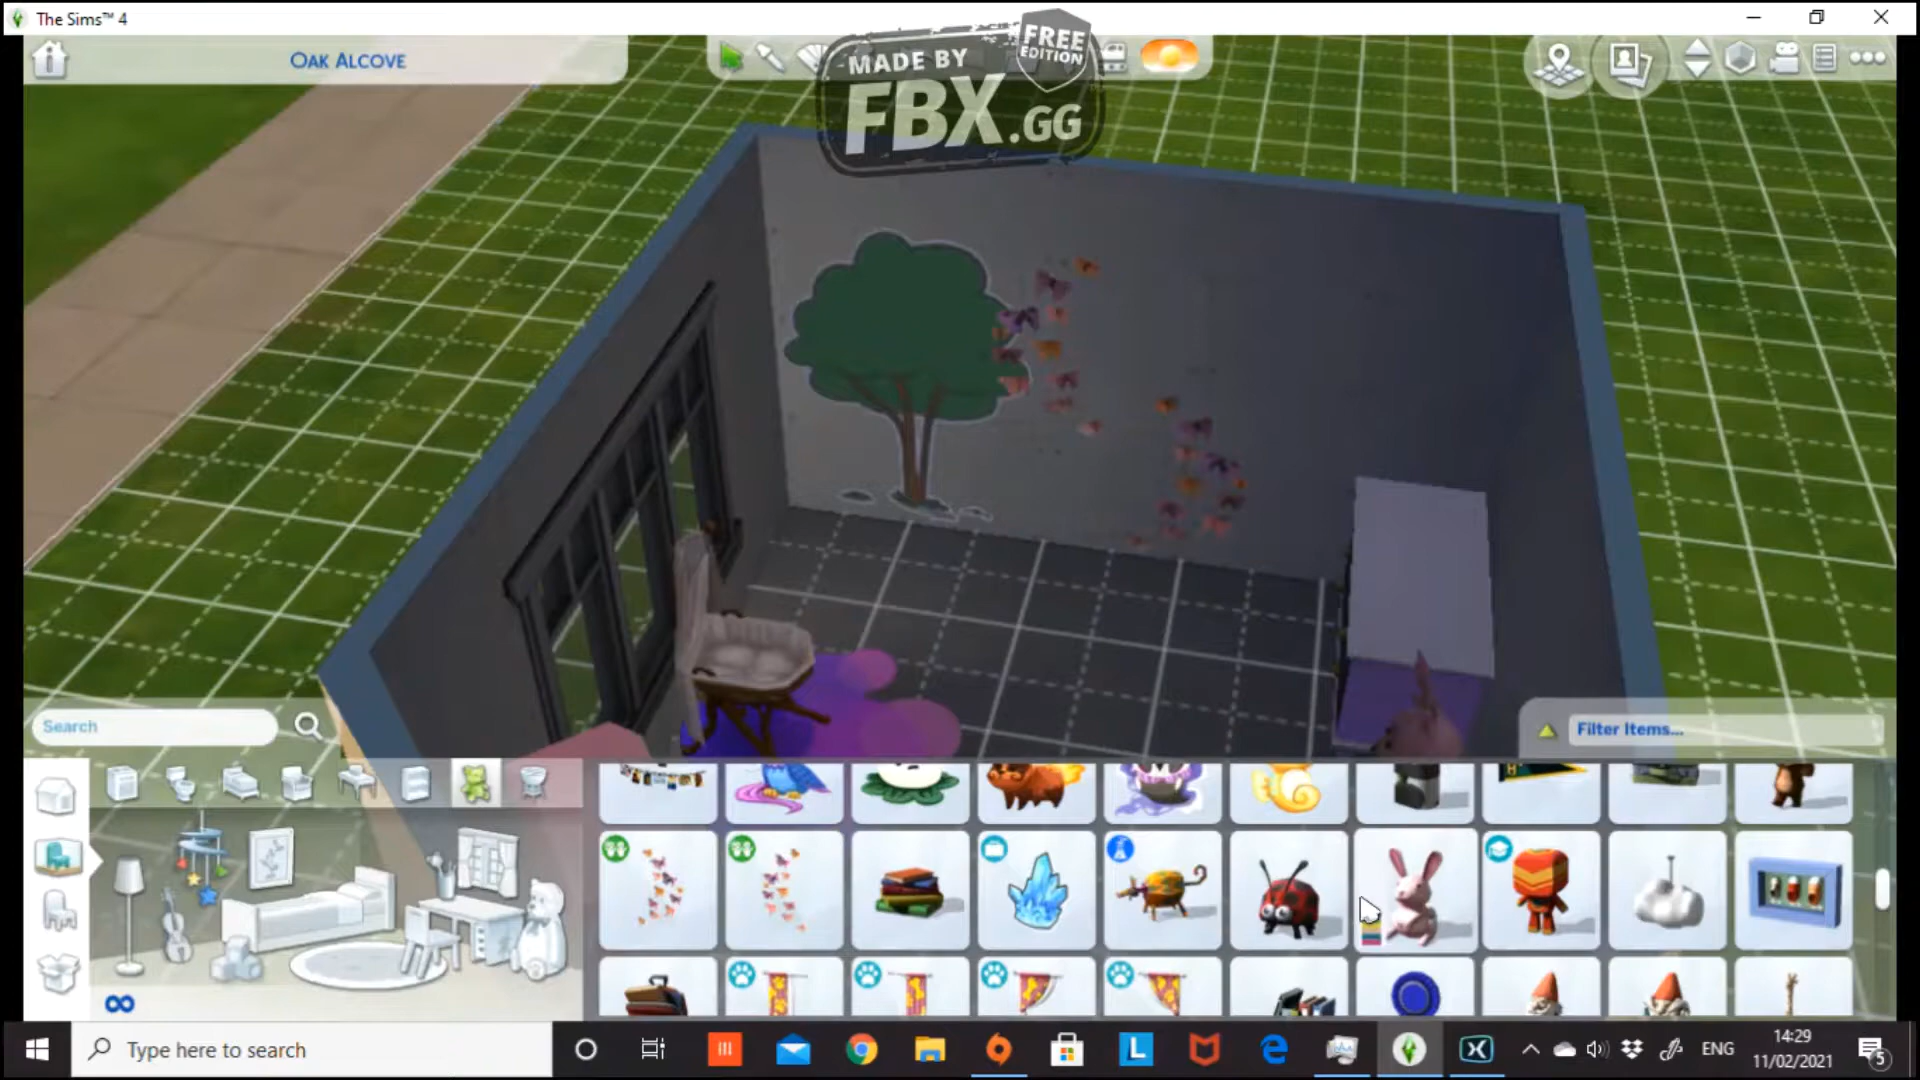 The Sims™ 4
OAK ALCOVE
MADE BY
FREE
EDITION
FBX.GG
Search
Filter Items...
Type here to search
L
ENG
14:29
11/02/2021
5